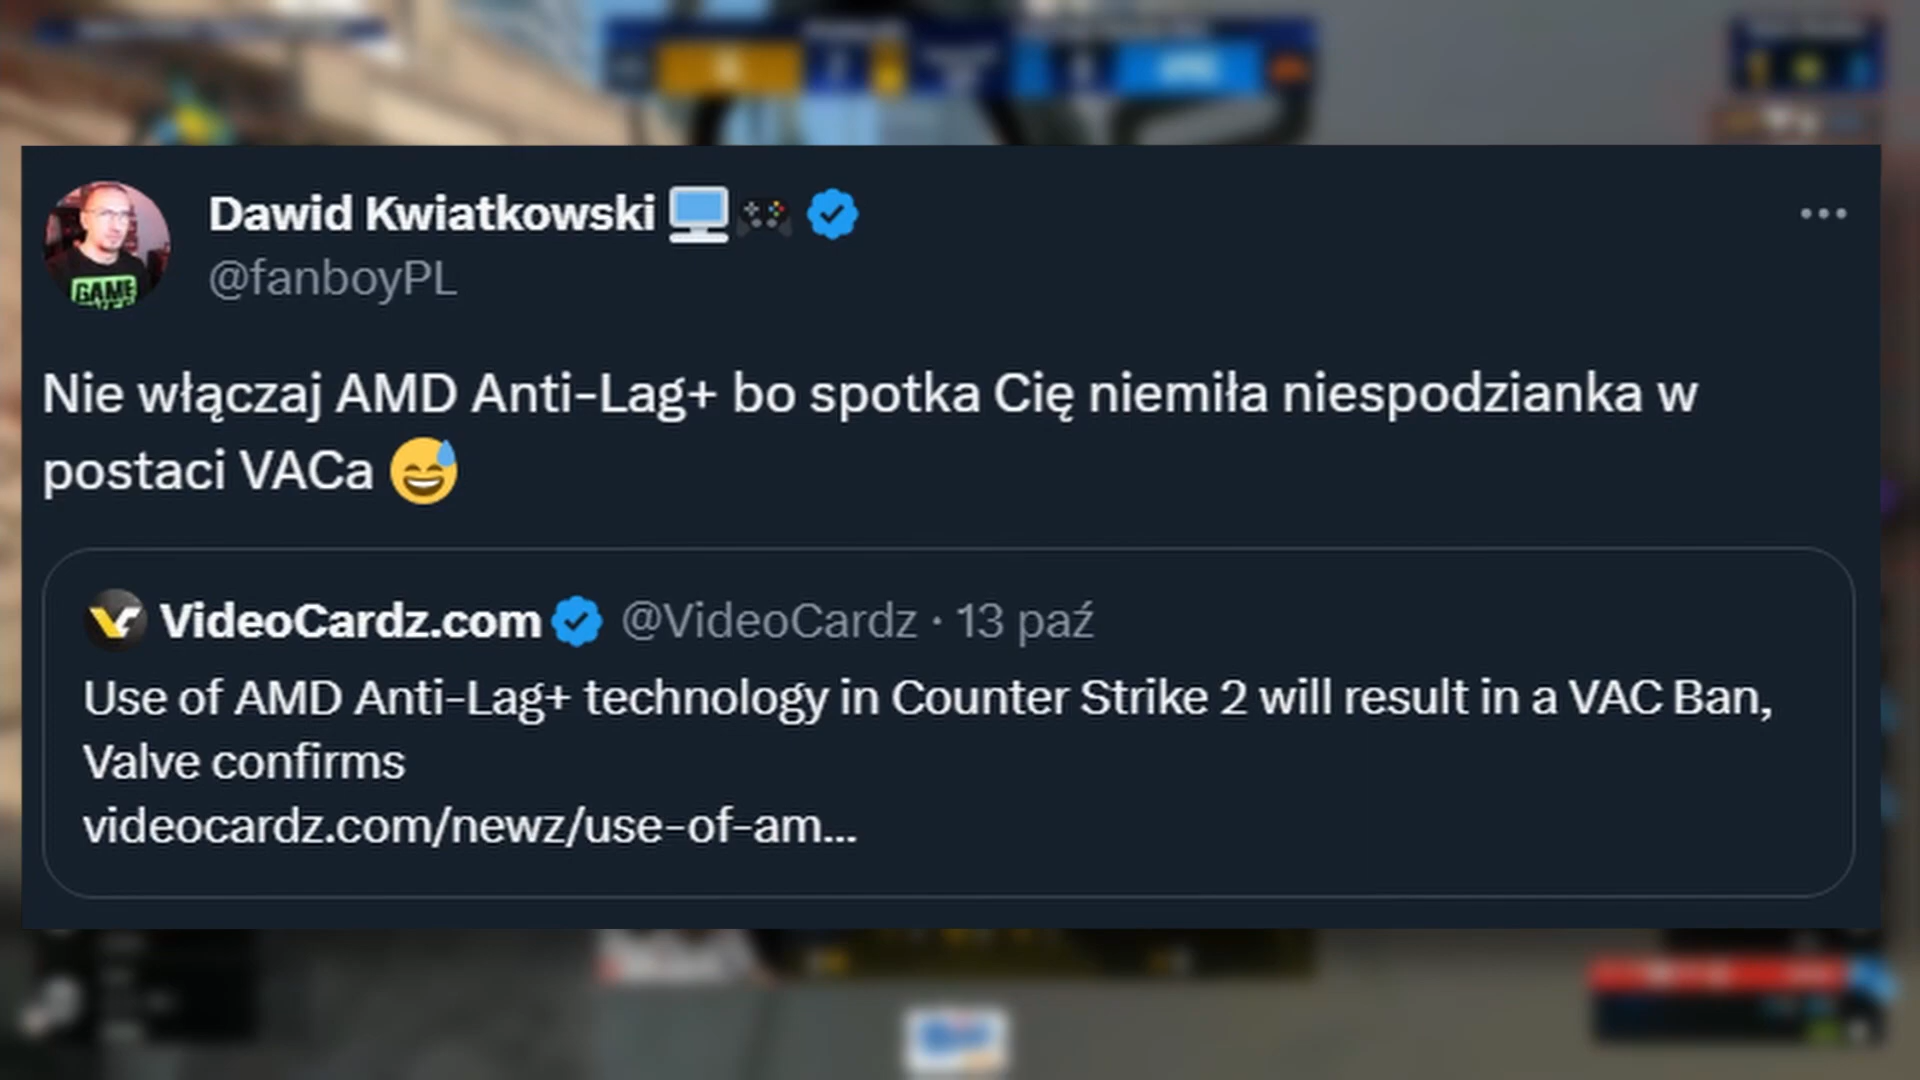 Dawid Kwiatkowski 🖥️🎮
@fanboyPL
Nie włączaj AMD Anti-Lag+ bo spotka Cię niemiła niespodzianka w
postaci VACa 😅
VideoCardz.com @VideoCardz · 13 paź
Use of AMD Anti-Lag+ technology in Counter Strike 2 will result in a VAC Ban,
Valve confirms
videocardz.com/newz/use-of-am...
GAME